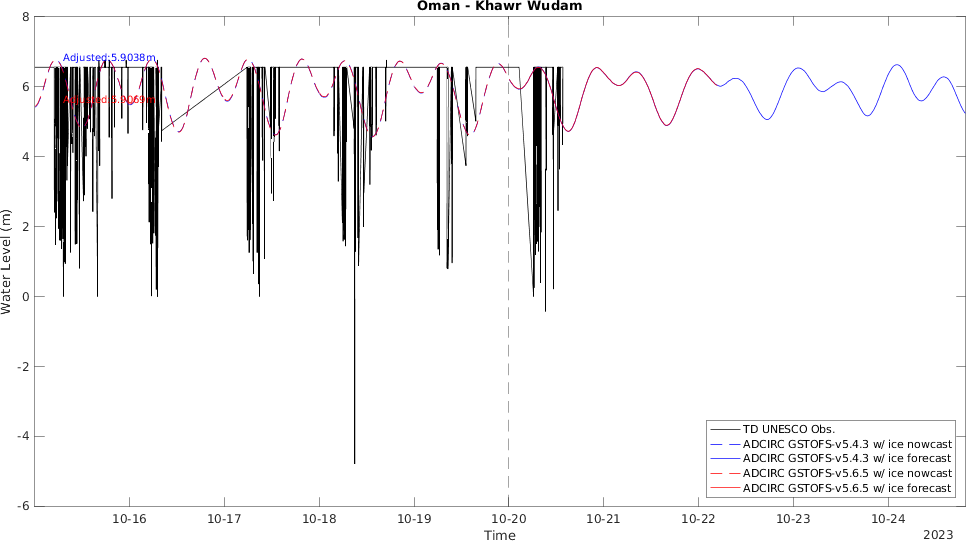 Oman - Khawr Wudam
8
6
4
2
0
-2
-4
-6
Water Level (m)
Adjusted:5.9038m
Adjusted:5.9069m
TD UNESCO Obs.
ADCIRC GSTOFS-v5.4.3 w/ ice nowcast
ADCIRC GSTOFS-v5.4.3 w/ ice forecast
ADCIRC GSTOFS-v5.6.5 w/ ice nowcast
ADCIRC GSTOFS-v5.6.5 w/ ice forecast
10-16 10-17 10-18 10-19 10-20 10-21 10-22 10-23 10-24
Time
2023